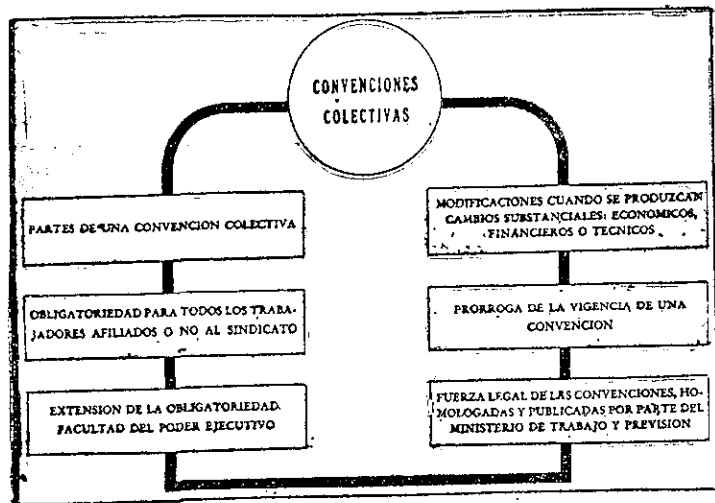 CONVENCIONES
COLECTIVAS
PARTES DE UNA CONVENCION COLECTIVA
OBLIGATORIEDAD PARA TODOS LOS TRABA-
JADORES AFILIADOS O NO AL SINDICATO
EXTENSION DE LA OBLIGATORIEDAD.
FACULTAD DEL PODER EJECUTIVO
MODIFICACIONES CUANDO SE PRODUZCAN
CAMBIOS SUBSTANCIALES: ECONOMICOS,
FINANCIEROS O TECNICOS.
PRORROGA DE LA VIGENCIA DE UNA
CONVENCION
FUERZA LEGAL DE LAS CONVENCIONES, HO-
MOLOGADAS Y PUBLICADAS POR PARTE DEL
MINISTERIO DE TRABAJO Y PREVISION